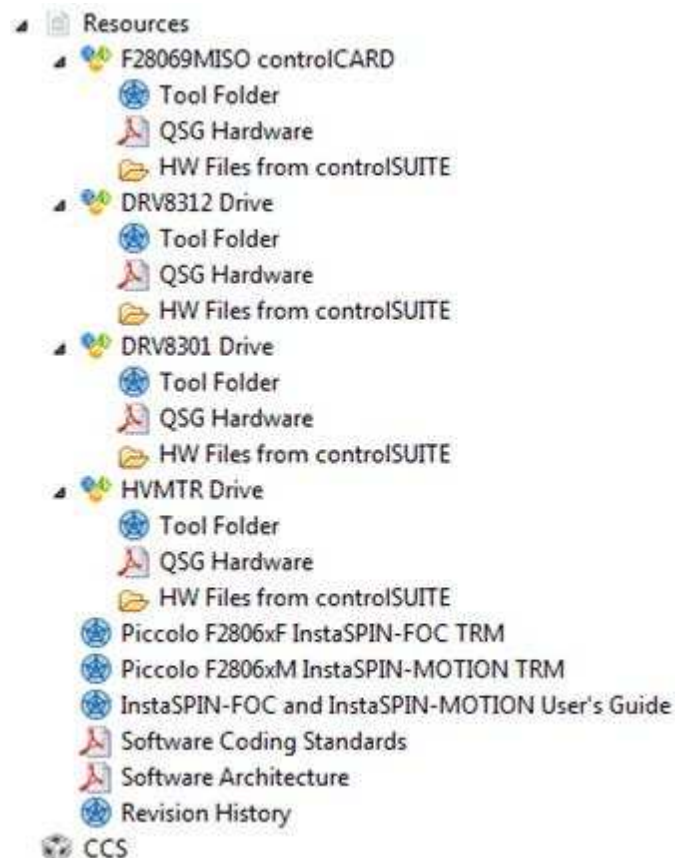 Resources
F28069MISO controlCARD
Tool Folder
QSG Hardware
HW Files from controlSUITE
DRV8312 Drive
Tool Folder
QSG Hardware
HW Files from controlSUITE
DRV8301 Drive
Tool Folder
QSG Hardware
HW Files from controlSUITE
HVMTR Drive
Tool Folder
QSG Hardware
HW Files from controlSUITE
Piccolo F2806xF InstaSPIN-FOC TRM
Piccolo F2806xM InstaSPIN-MOTION TRM
InstaSPIN-FOC and InstaSPIN-MOTION User's Guide
Software Coding Standards
Software Architecture
Revision History
CCS